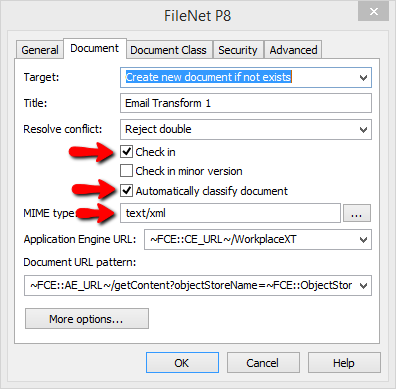 FileNet P8
General Document Document Class Security Advanced
Target: Create new document if not exists
Title: Email Transform 1
Resolve conflict: Reject double
Check in
Check in minor version
Automatically classify document
MIME type: text/xml ...
Application Engine URL: ~FCE::CE_URL~/WorkplaceXT
Document URL pattern:
~FCE::AE_URL~/getContent?objectStoreName=~FCE::ObjectStor
More options...
OK Cancel Help